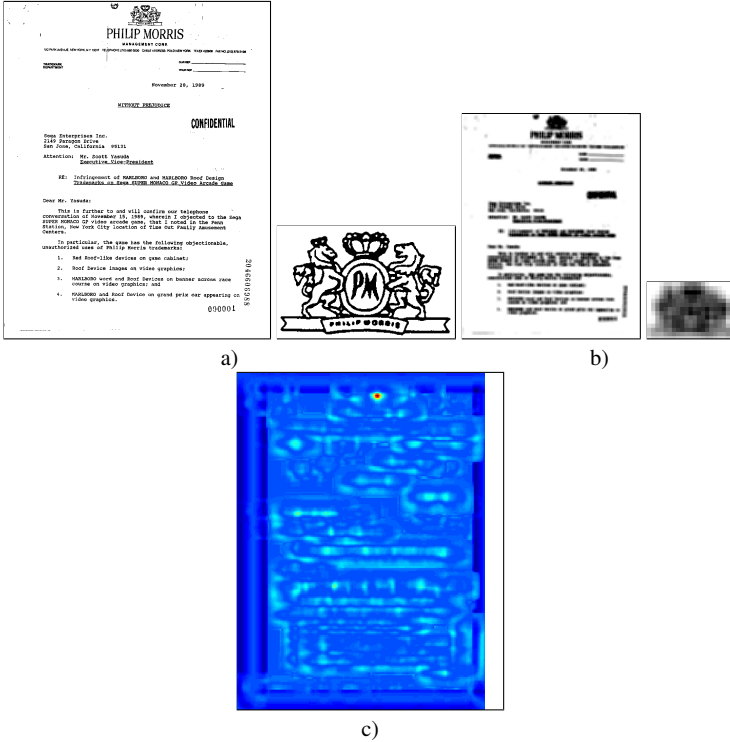 PHILIP MORRIS
MANAGEMENT CORP.
TRADEMARK
DEPARTMENT
November 28, 1989
WITHOUT PREJUDICE
CONFIDENTIAL
Sega Enterprises Inc.
2149 Paragon Drive
San Jose, California 95131
Attention: Mr. Scott Yasuda
Executive Vice-President
RE: Infringement of MARLBORO and MARLBORO Roof Design
Trademarks on Sega SUPER MONACO GP Video Arcade Game
Dear Mr. Yasuda:
This is further to and will confirm our telephone
conversation of November 15, 1989, wherein I objected to the Sega
SUPER MONACO GP video arcade game, that I noted in the Penn
Station, New York City location of Time Out Family Amusement
Centers.
In particular, the game has the following objectionable,
unauthorized uses of Philip Morris trademarks:
1. Red Roof-like devices on game cabinet;
2. Roof Device images on video graphics;
3. MARLBORO word and Roof Devices on banner across race
course on video graphics; and
4. MARLBORO and Roof Device on grand prix car appearing on
video graphics.
2046606988
000001
PM
PHILIP MORRIS
a)
PHILIP MORRIS
b)
c)